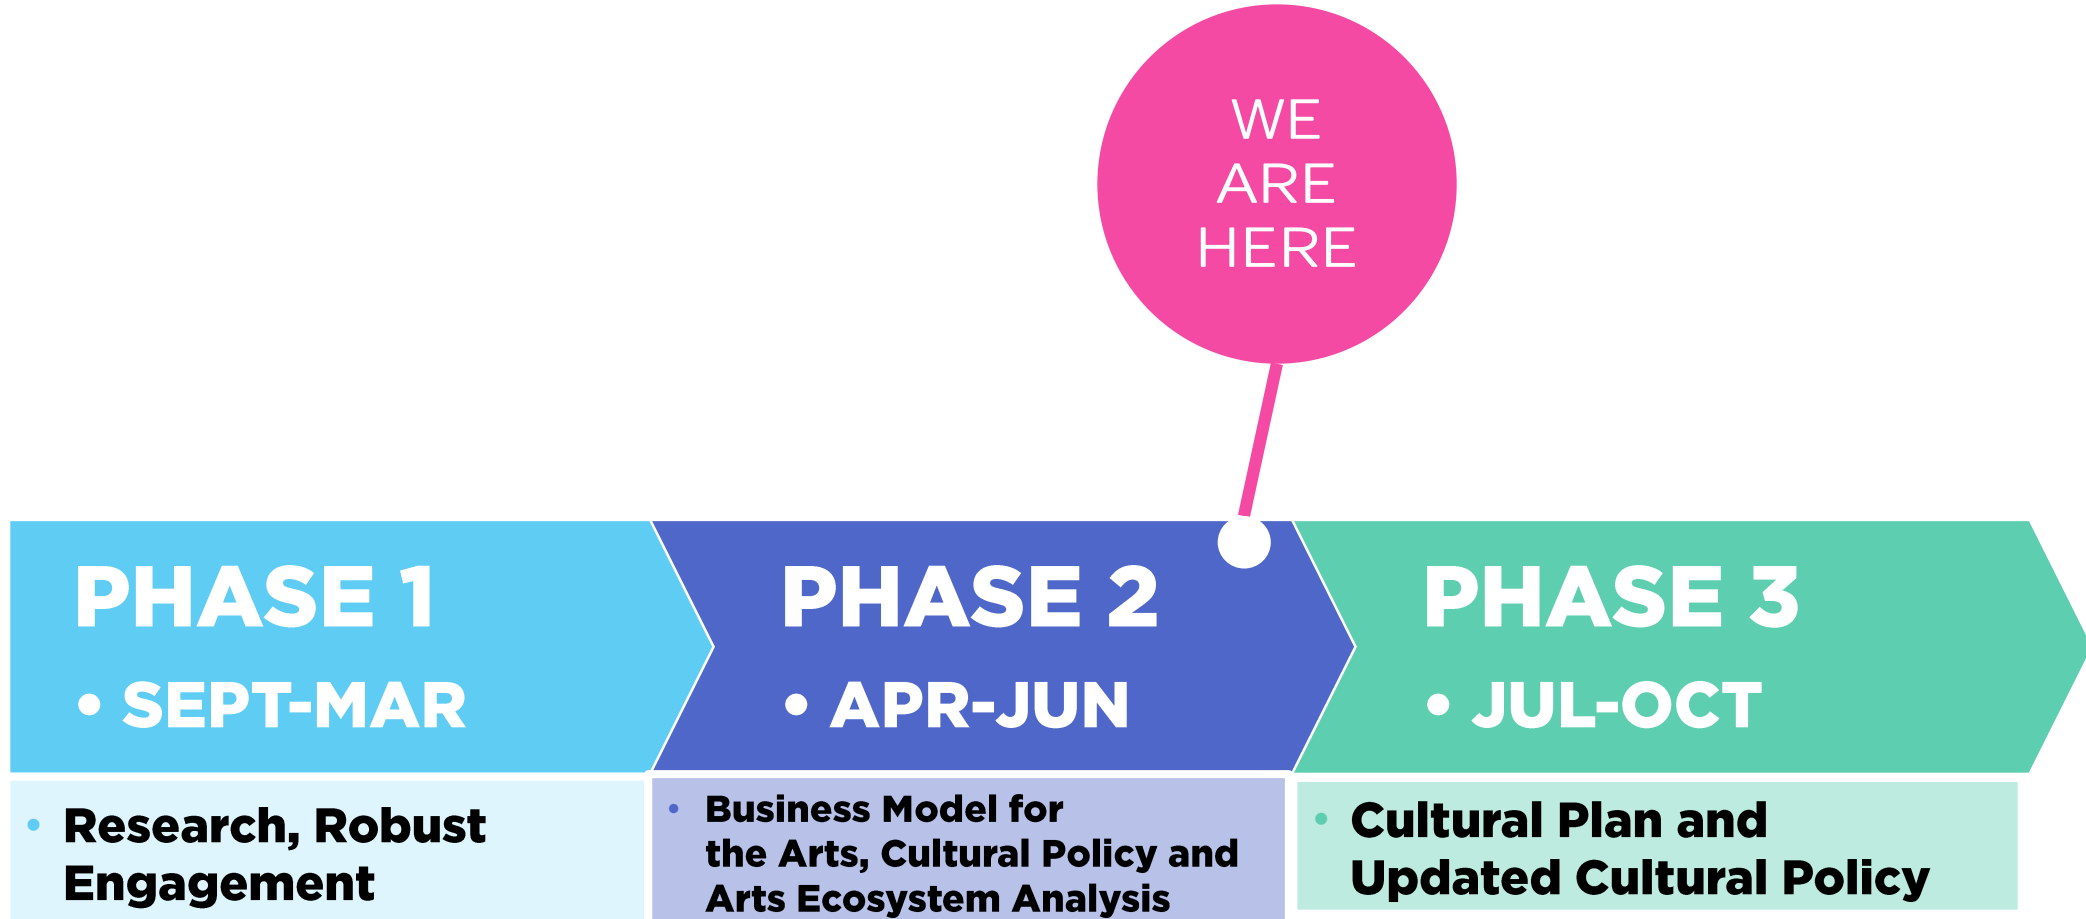 WE
ARE
HERE
PHASE 1
• SEPT-MAR
• Research, Robust
Engagement
PHASE 2
• APR-JUN
• Business Model for
the Arts, Cultural Policy and
Arts Ecosystem Analysis
PHASE 3
• JUL-OCT
• Cultural Plan and
Updated Cultural Policy